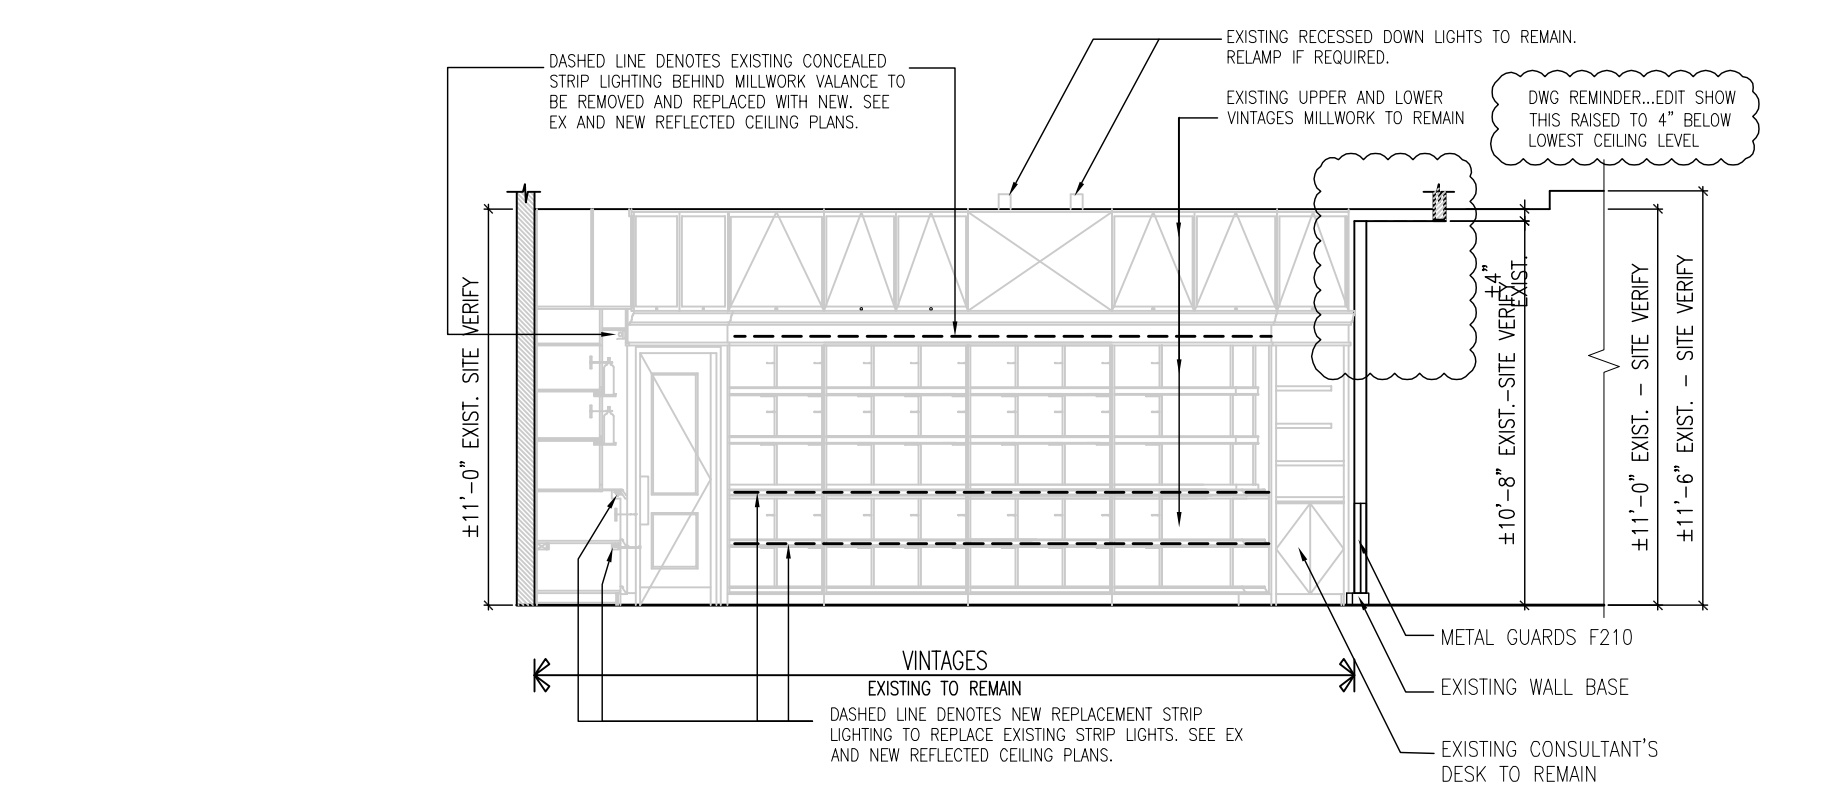 EXISTING RECESSED DOWN LIGHTS TO REMAIN.
RELAMP IF REQUIRED.
DASHED LINE DENOTES EXISTING CONCEALED
STRIP LIGHTING BEHIND MILLWORK VALANCE TO
BE REMOVED AND REPLACED WITH NEW. SEE
EX AND NEW REFLECTED CEILING PLANS.
EXISTING UPPER AND LOWER
VINTAGES MILLWORK TO REMAIN
DWG REMINDER...EDIT SHOW
THIS RAISED TO 4" BELOW
LOWEST CEILING LEVEL
±11'-0" EXIST. SITE VERIFY
±4"
EXIST.
±10'-8" EXIST.-SITE VERIFY
±11'-0" EXIST. - SITE VERIFY
±11'-6" EXIST. - SITE VERIFY
METAL GUARDS F210
VINTAGES
EXISTING TO REMAIN
EXISTING WALL BASE
DASHED LINE DENOTES NEW REPLACEMENT STRIP
LIGHTING TO REPLACE EXISTING STRIP LIGHTS. SEE EX
AND NEW REFLECTED CEILING PLANS.
EXISTING CONSULTANT'S
DESK TO REMAIN